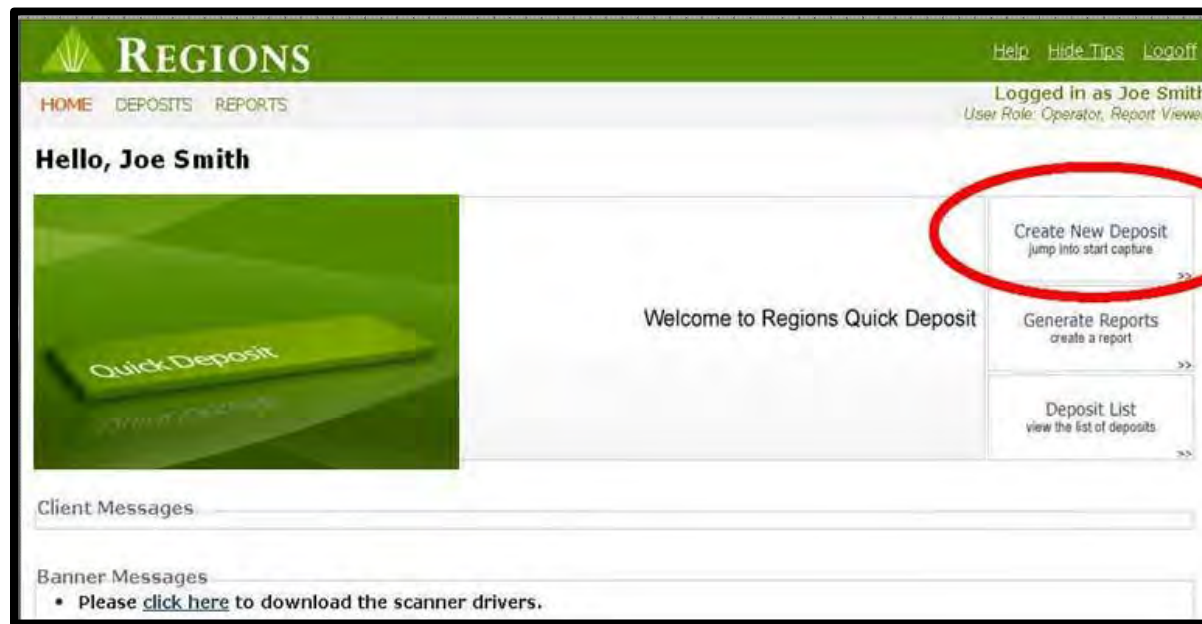 REGIONS
Help Hide Tips Logoff
HOME DEPOSITS REPORTS
Logged in as Joe Smith
User Role: Operator, Report Viewer
Hello, Joe Smith
Quick Deposit
Welcome to Regions Quick Deposit
Create New Deposit
jump into start capture
>>
Generate Reports
create a report
>>
Deposit List
view the list of deposits
>>
Client Messages
Banner Messages
• Please click here to download the scanner drivers.